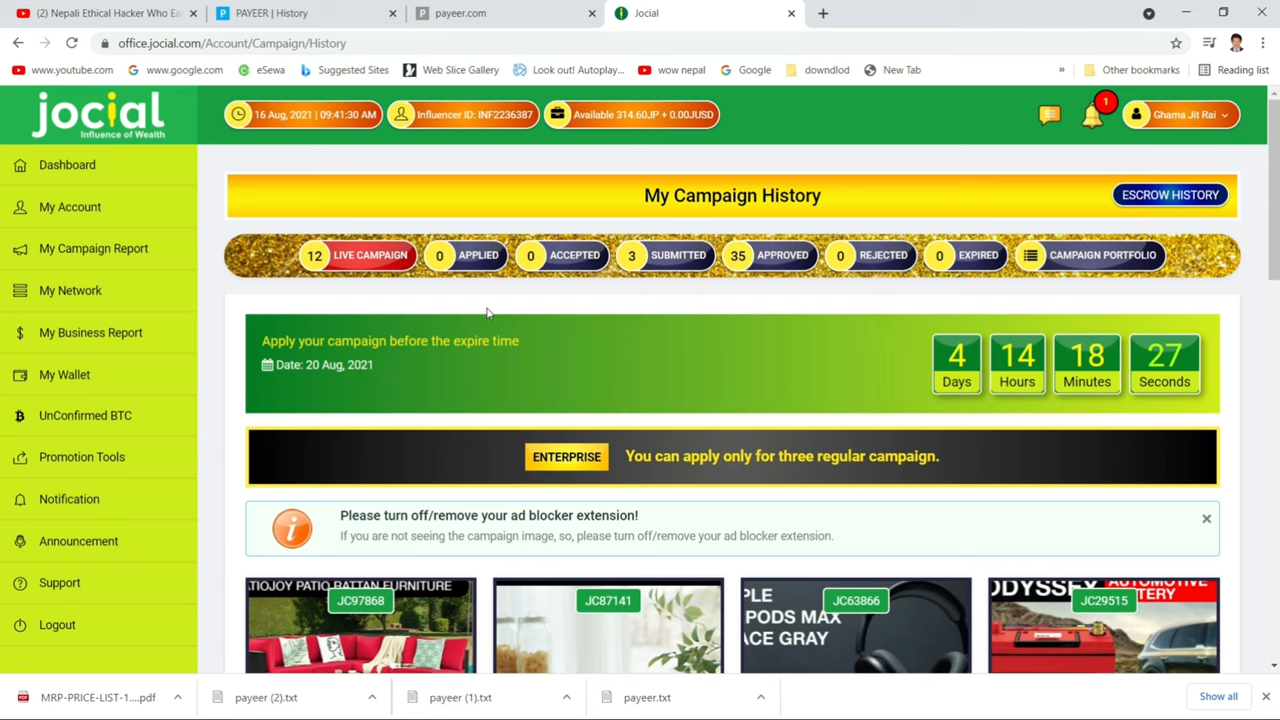 (2) Nepali Ethical Hacker Who Ea
PAYEER | History
payeer.com
Jocial
office.jocial.com/Account/Campaign/History
www.youtube.com
www.google.com
eSewa
Suggested Sites
Web Slice Gallery
Look out! Autoplay...
wow nepal
Google
downdlod
New Tab
»
Other bookmarks
Reading list
jocial
Influence of Wealth
16 Aug, 2021 | 09:41:30 AM
Influencer ID: INF2236387
Available 314.60JP + 0.00JUSD
1
Ghama Jit Rai
Dashboard
My Account
My Campaign Report
My Network
My Business Report
My Wallet
UnConfirmed BTC
Promotion Tools
Notification
Announcement
Support
Logout
My Campaign History
ESCROW HISTORY
12 LIVE CAMPAIGN
0 APPLIED
0 ACCEPTED
3 SUBMITTED
35 APPROVED
0 REJECTED
0 EXPIRED
CAMPAIGN PORTFOLIO
Apply your campaign before the expire time
Date: 20 Aug, 2021
4 Days
14 Hours
18 Minutes
27 Seconds
ENTERPRISE You can apply only for three regular campaign.
Please turn off/remove your ad blocker extension!
If you are not seeing the campaign image, so, please turn off/remove your ad blocker extension.
TIOJOY PATIO RATTAN FURNITURE
JC97868
JC87141
PLE
PODS MAX
ACE GRAY
JC63866
ODYSSEY AUTOMOTIVE
TERY
JC29515
MRP-PRICE-LIST-1....pdf
payeer (2).txt
payeer (1).txt
payeer.txt
Show all